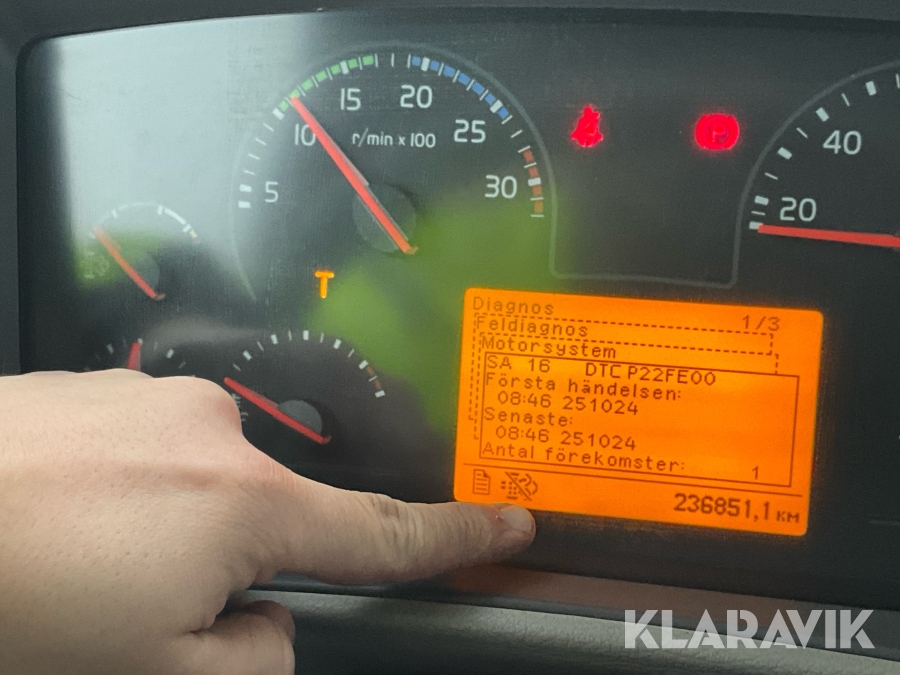 15
20
10
r/min x 100
25
5
30
40
20
P
T
Diagnos
1/3
Feldiagnos
Motorsystem
SA 16 DTC P22FE00
Första händelsen:
08:46 251024
Senaste:
08:46 251024
Antal förekomster: 1
236851,1 KM
KLARAVIK